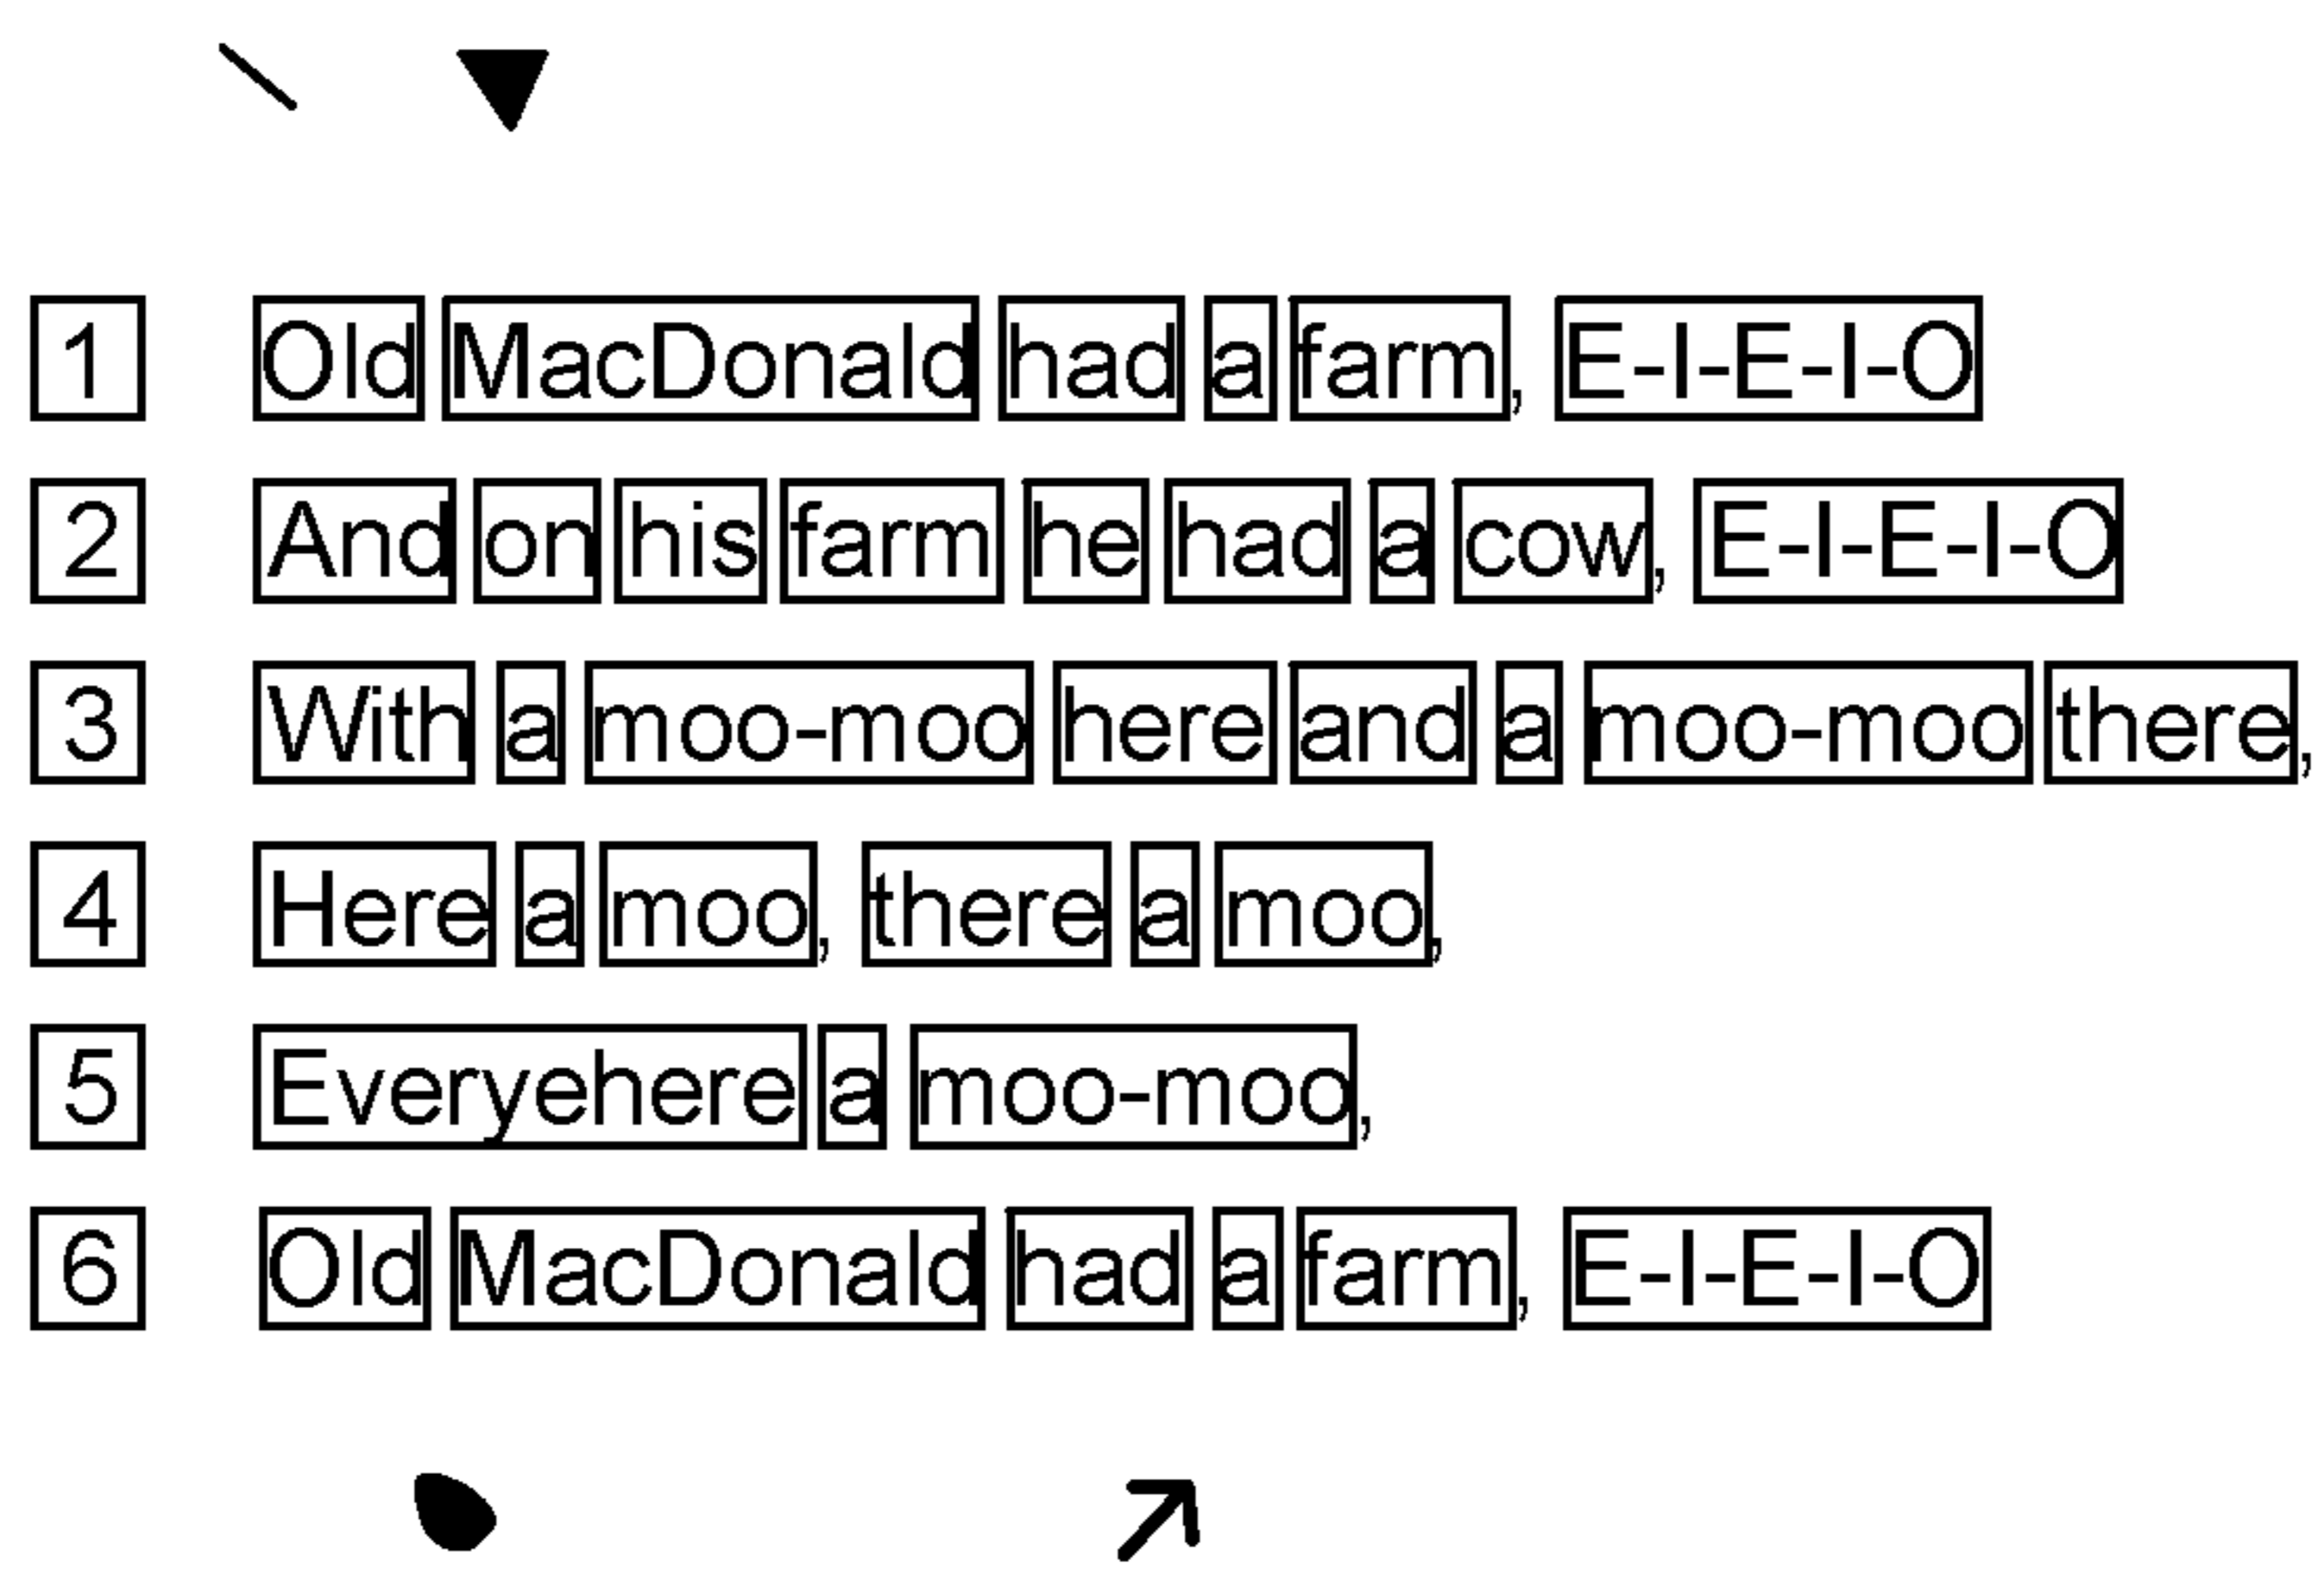 1 Old MacDonald had a farm, E-I-E-I-O
2 And on his farm he had a cow, E-I-E-I-O
3 With a moo-moo here and a moo-moo there,
4 Here a moo, there a moo,
5 Everyehere a moo-moo,
6 Old MacDonald had a farm, E-I-E-I-O